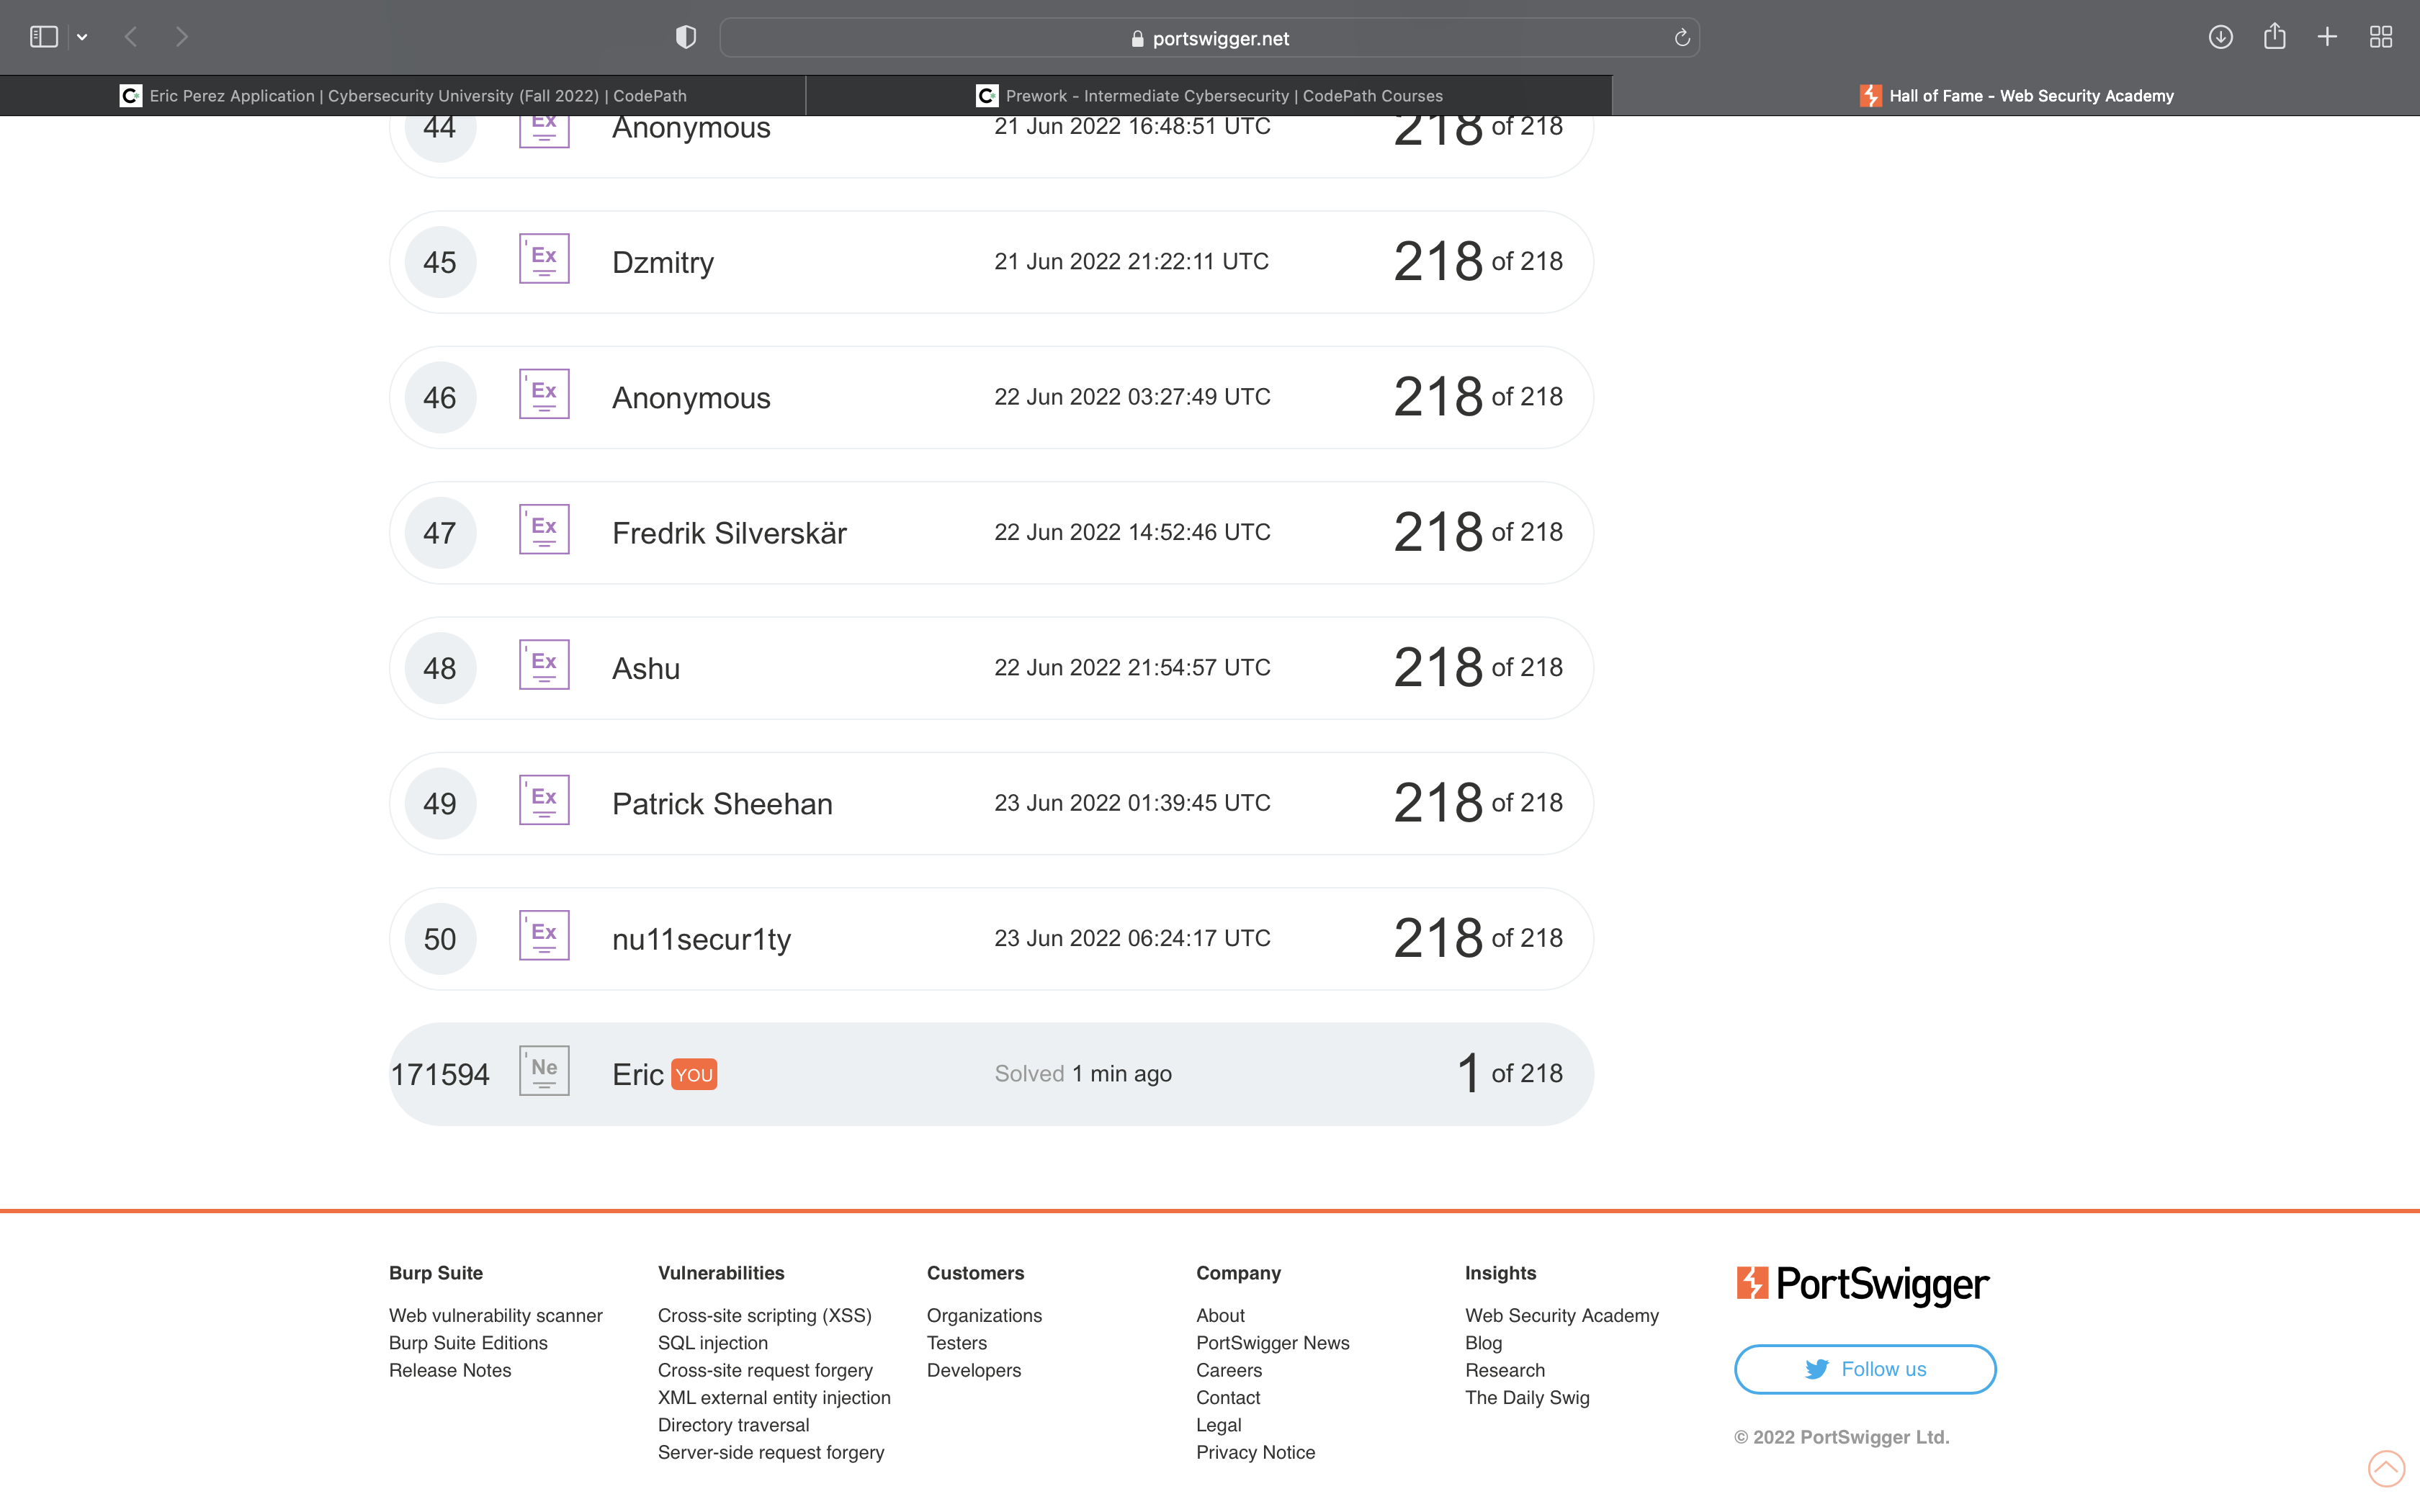 portswigger.net
Eric Perez Application | Cybersecurity University (Fall 2022) | CodePath
Prework - Intermediate Cybersecurity | CodePath Courses
Hall of Fame - Web Security Academy
44 Ex Anonymous 21 Jun 2022 16:48:51 UTC 218 of 218
45 Ex Dzmitry 21 Jun 2022 21:22:11 UTC 218 of 218
46 Ex Anonymous 22 Jun 2022 03:27:49 UTC 218 of 218
47 Ex Fredrik Silverskär 22 Jun 2022 14:52:46 UTC 218 of 218
48 Ex Ashu 22 Jun 2022 21:54:57 UTC 218 of 218
49 Ex Patrick Sheehan 23 Jun 2022 01:39:45 UTC 218 of 218
50 Ex nu11secur1ty 23 Jun 2022 06:24:17 UTC 218 of 218
171594 Ne Eric YOU Solved 1 min ago 1 of 218
Burp Suite
Web vulnerability scanner
Burp Suite Editions
Release Notes
Vulnerabilities
Cross-site scripting (XSS)
SQL injection
Cross-site request forgery
XML external entity injection
Directory traversal
Server-side request forgery
Customers
Organizations
Testers
Developers
Company
About
PortSwigger News
Careers
Contact
Legal
Privacy Notice
Insights
Web Security Academy
Blog
Research
The Daily Swig
PortSwigger
Follow us
© 2022 PortSwigger Ltd.